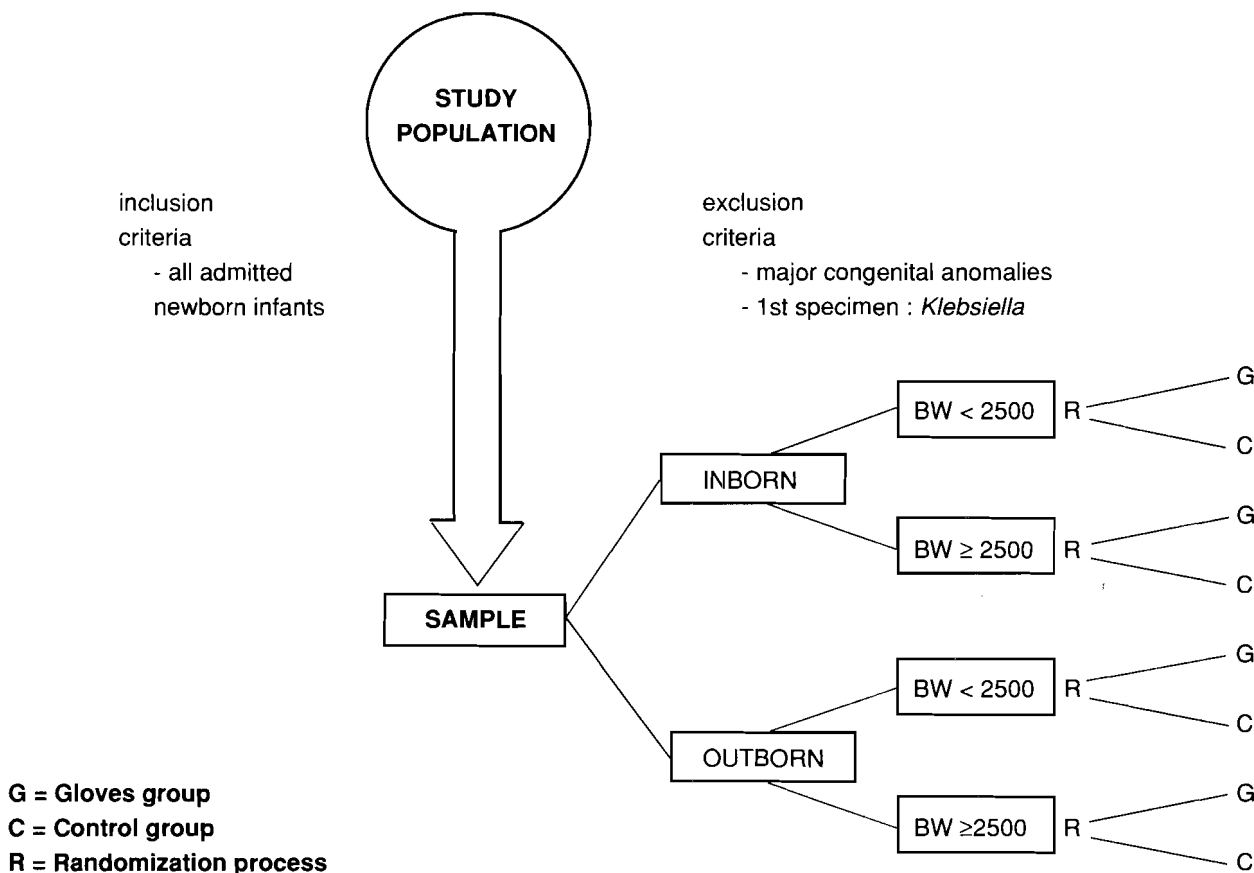 STUDY
POPULATION
inclusion
criteria
- all admitted
newborn infants
exclusion
criteria
- major congenital anomalies
- 1st specimen : Klebsiella
SAMPLE
INBORN
BW < 2500 R
G
C
BW ≥ 2500 R
G
C
OUTBORN
BW < 2500 R
G
C
BW ≥2500 R
G
C
G = Gloves group
C = Control group
R = Randomization process